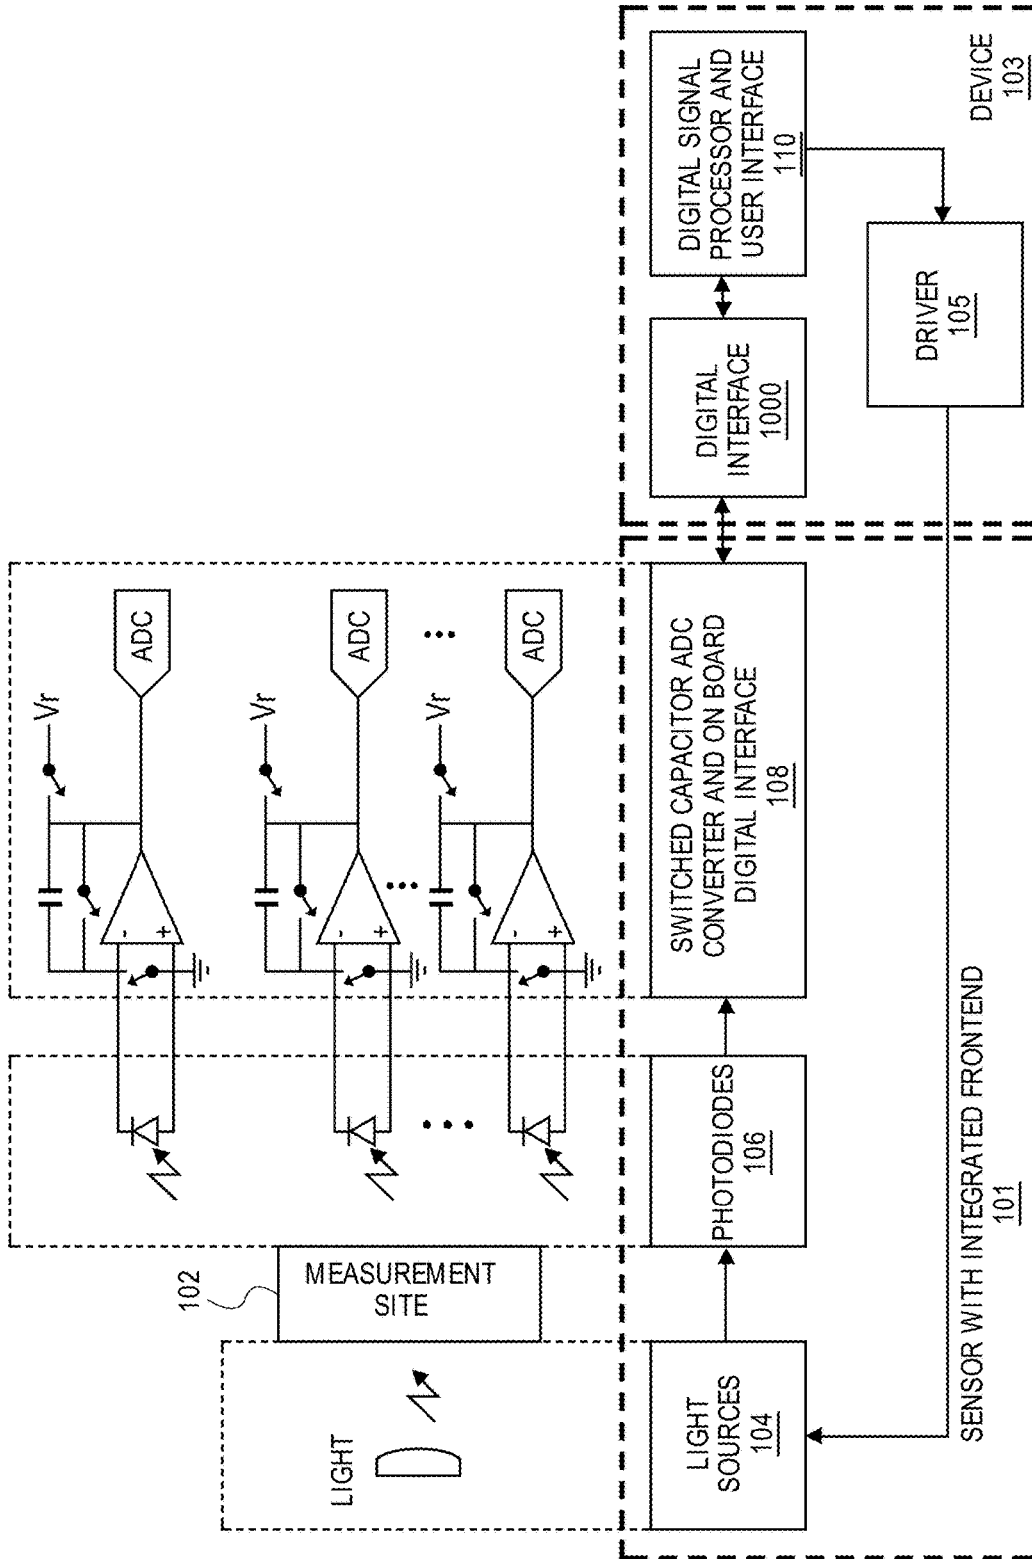 LIGHT
102
MEASUREMENT
SITE
-
+
Vr
ADC
-
+
Vr
ADC
-
+
Vr
ADC
LIGHT
SOURCES
104
PHOTODIODES
106
SWITCHED CAPACITOR ADC
CONVERTER AND ON BOARD
DIGITAL INTERFACE
108
DIGITAL
INTERFACE
1000
DIGITAL SIGNAL
PROCESSOR AND
USER INTERFACE
110
DRIVER
105
SENSOR WITH INTEGRATED FRONTEND
101
DEVICE
103